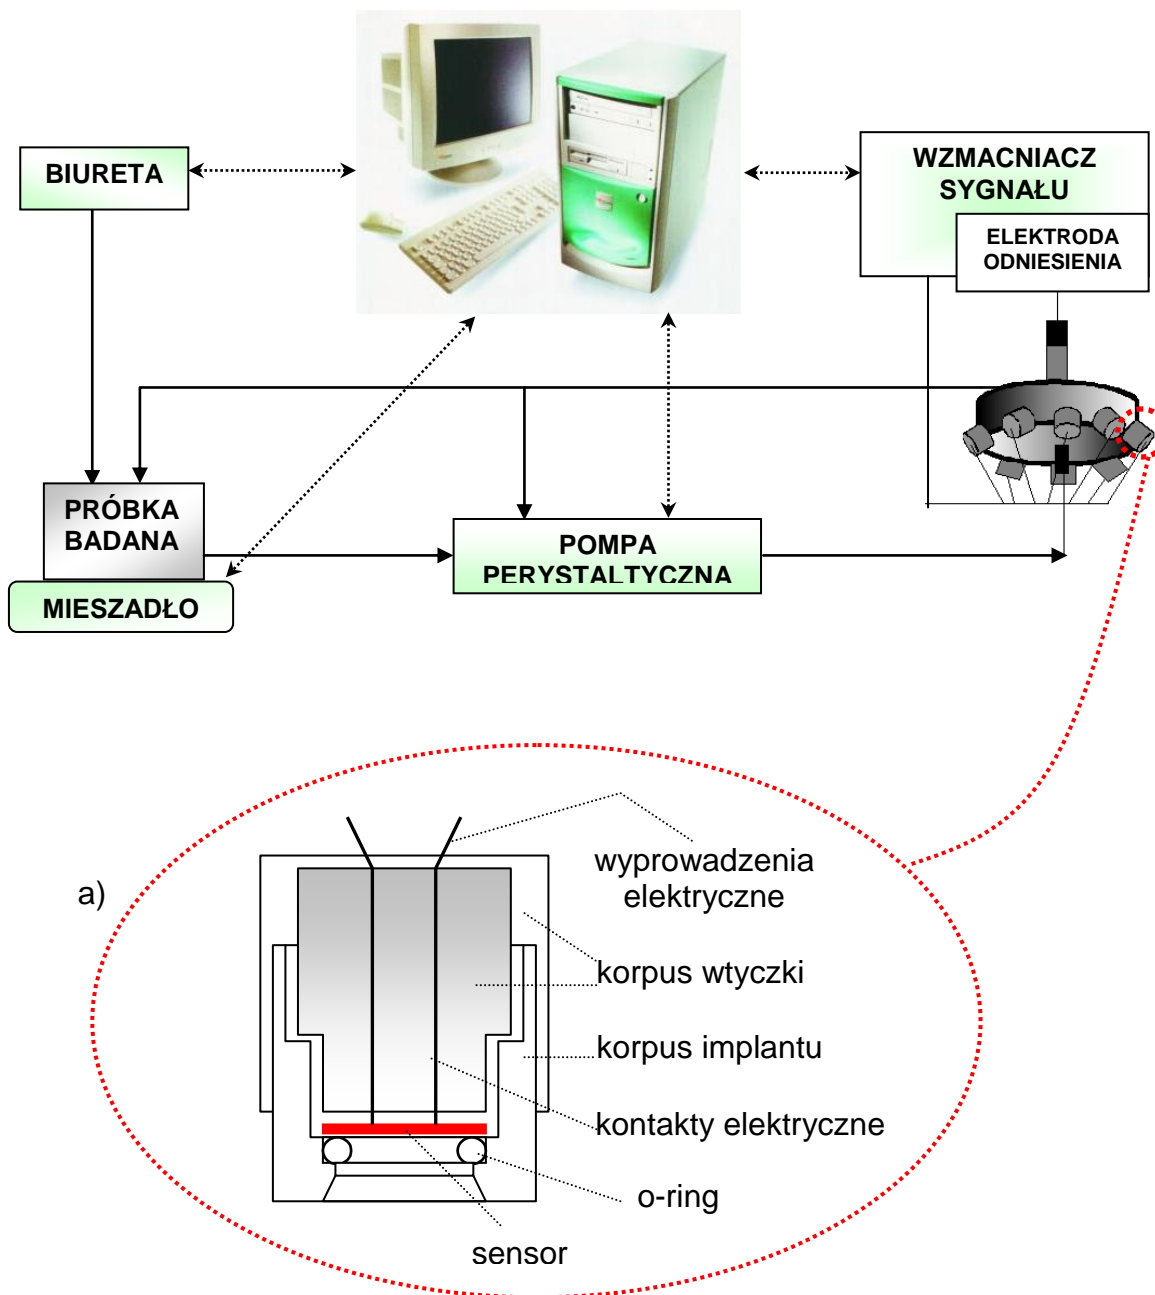 BIURETA
WZMACNIACZ
SYGNAŁU
ELEKTRODA
ODNIESIENIA
PRÓBKA
BADANA
MIESZADŁO
POMPA
PERYSTALTYCZNA
a)
wyprowadzenia
elektryczne
korpus wtyczki
korpus implantu
kontakty elektryczne
o-ring
sensor